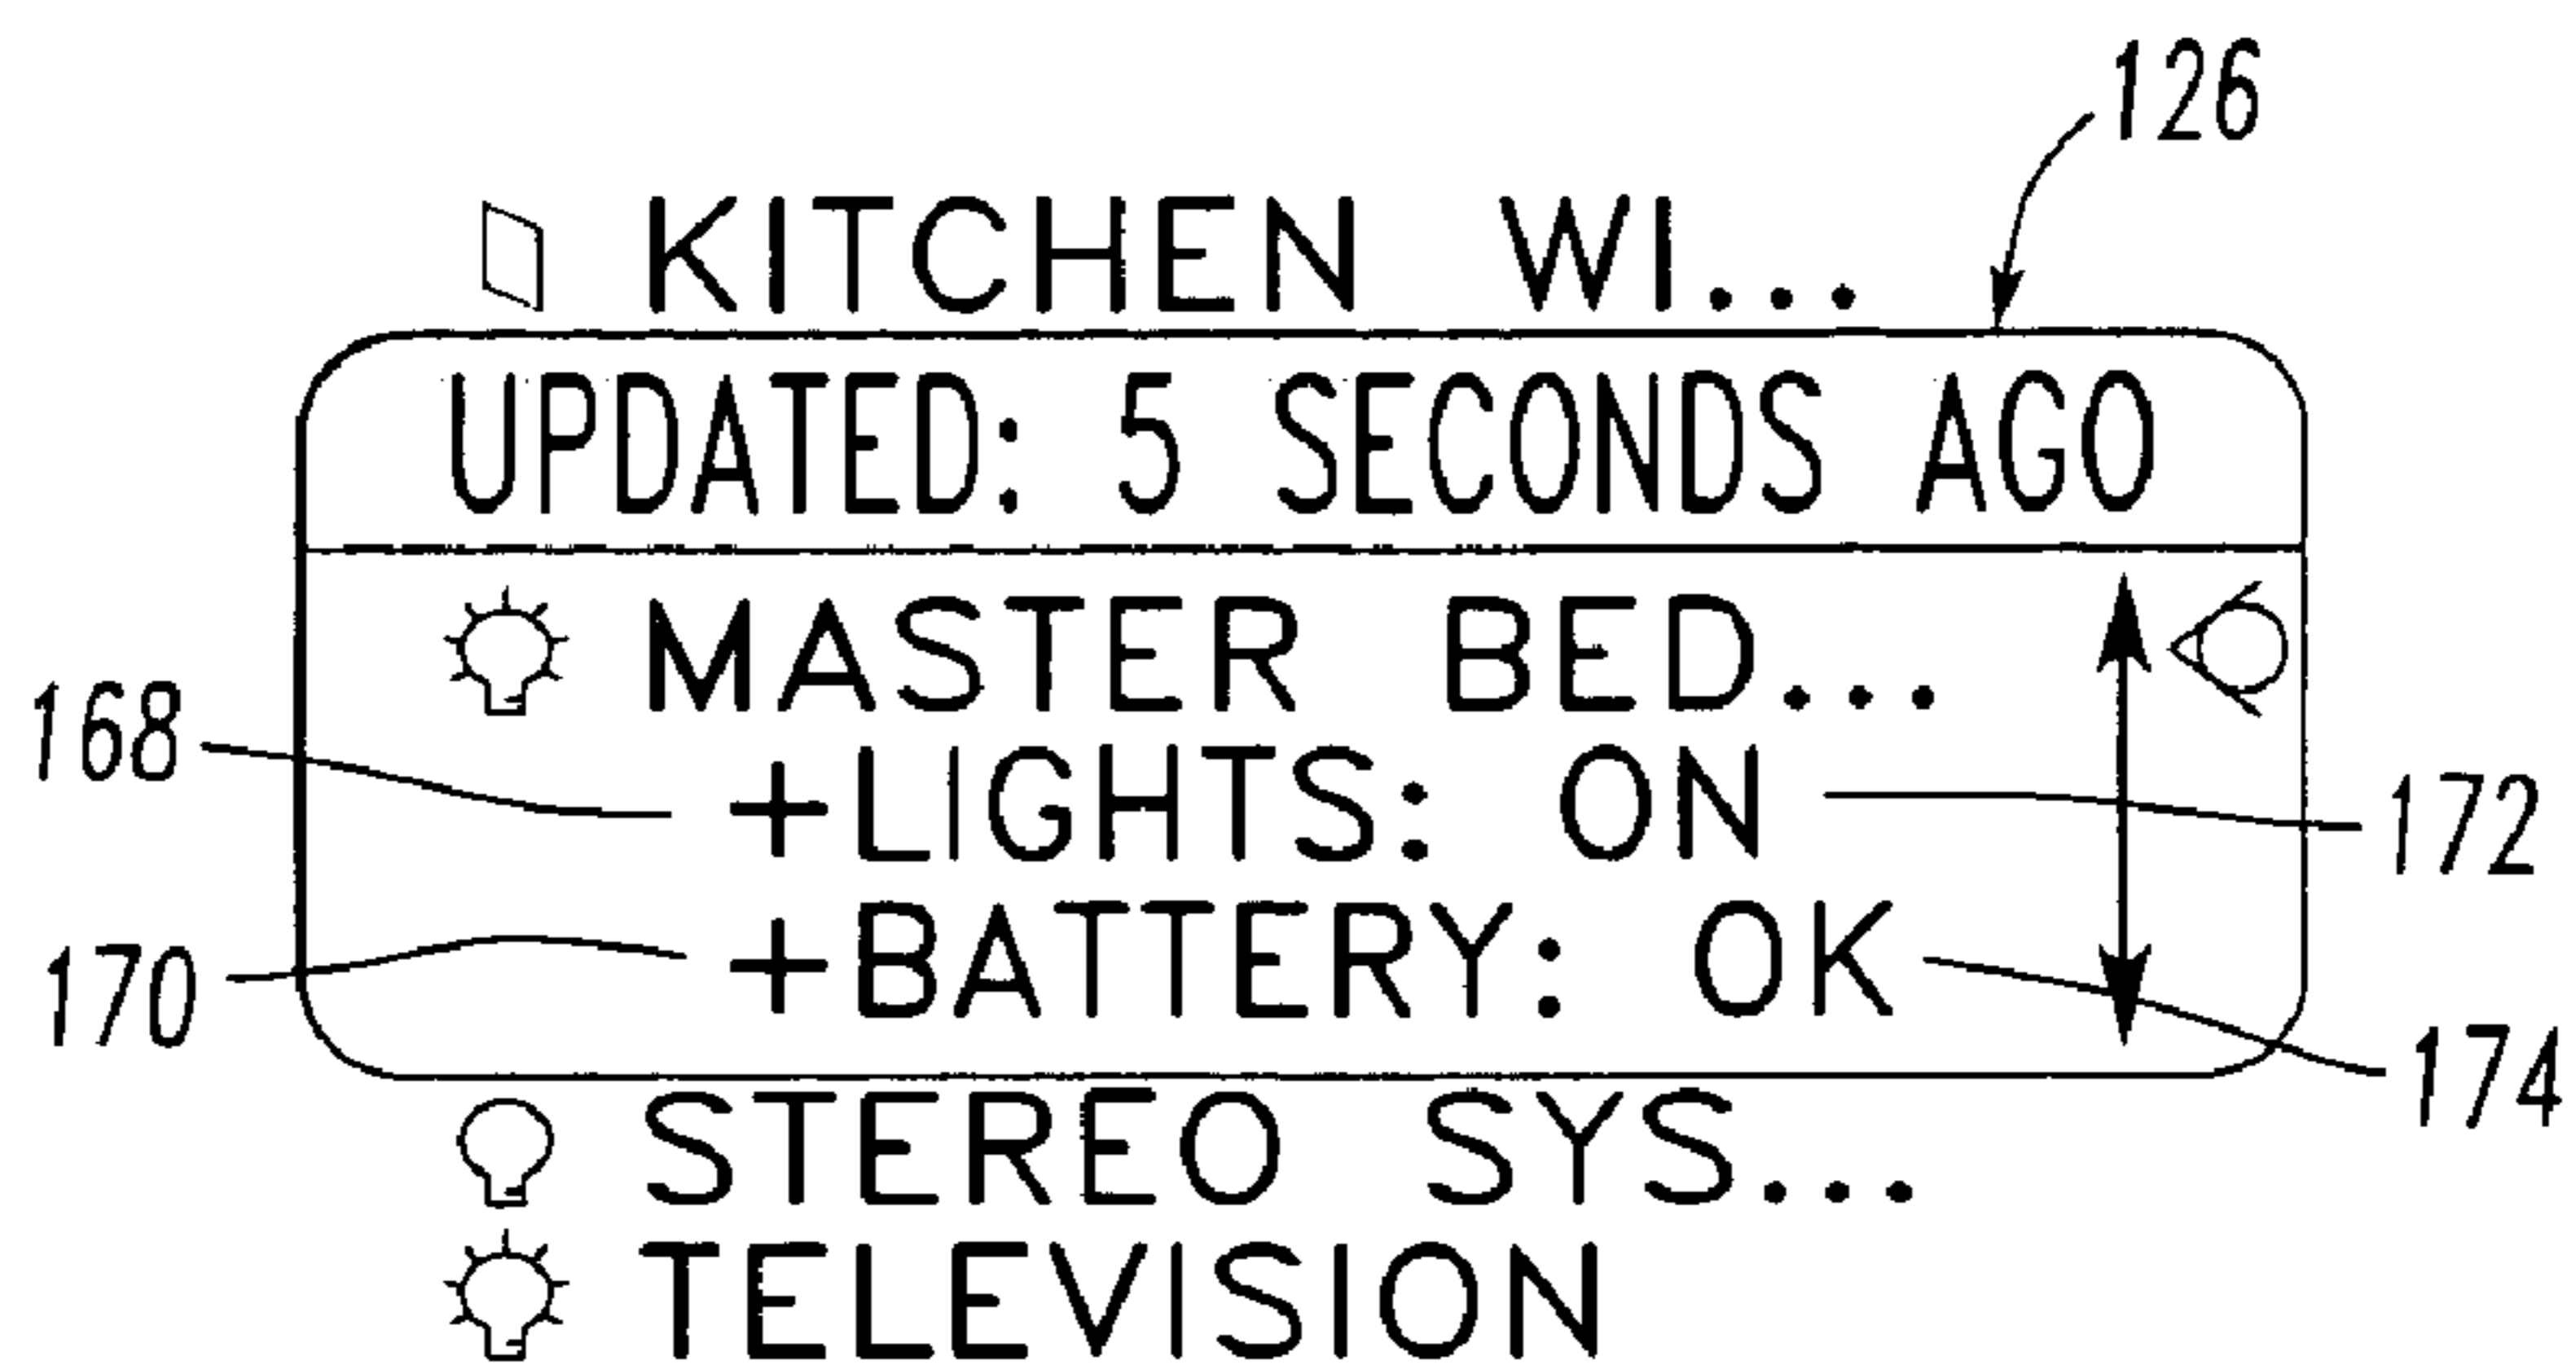 126
KITCHEN WI...
UPDATED: 5 SECONDS AGO
MASTER BED...
168 +LIGHTS: ON 172
170 +BATTERY: OK 174
STEREO SYS...
TELEVISION